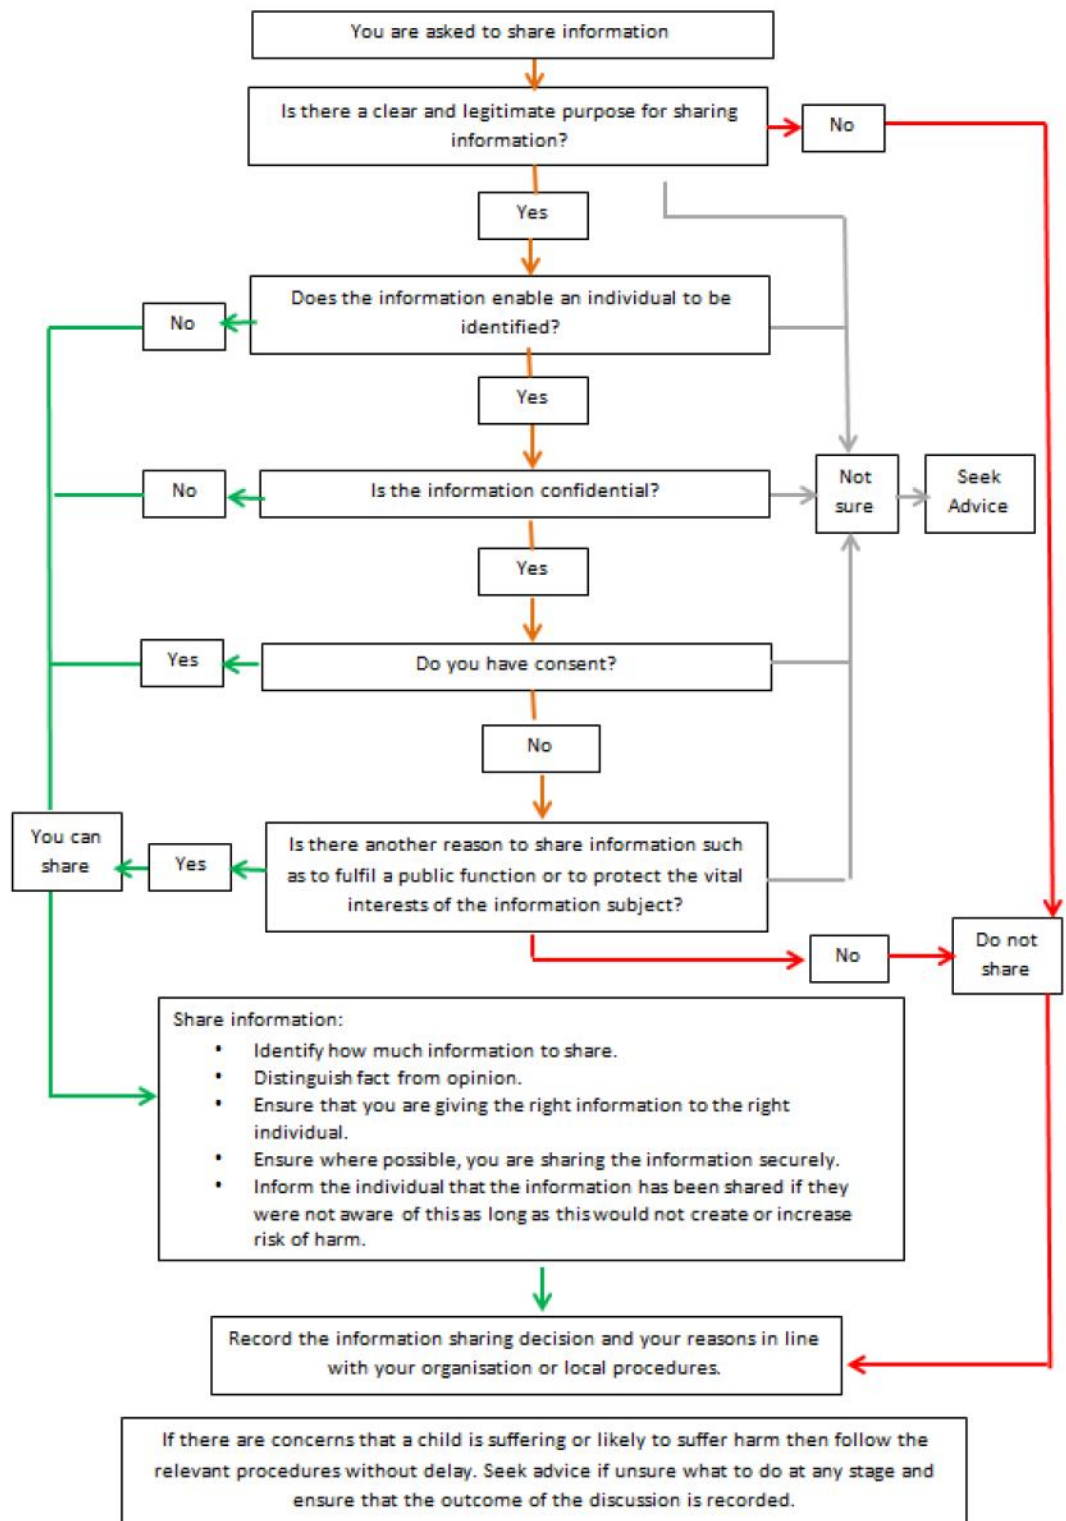 You are asked to share information
Is there a clear and legitimate purpose for sharing
information?
No
Yes
Does the information enable an individual to be
identified?
No
Yes
Is the information confidential?
No
Not
sure
Seek
Advice
Yes
Do you have consent?
Yes
No
Is there another reason to share information such
as to fulfil a public function or to protect the vital
interests of the information subject?
Yes
You can
share
No
Do not
share
Share information:
• Identify how much information to share.
• Distinguish fact from opinion.
• Ensure that you are giving the right information to the right
individual.
• Ensure where possible, you are sharing the information securely.
• Inform the individual that the information has been shared if they
were not aware of this as long as this would not create or increase
risk of harm.
Record the information sharing decision and your reasons in line
with your organisation or local procedures.
If there are concerns that a child is suffering or likely to suffer harm then follow the
relevant procedures without delay. Seek advice if unsure what to do at any stage and
ensure that the outcome of the discussion is recorded.